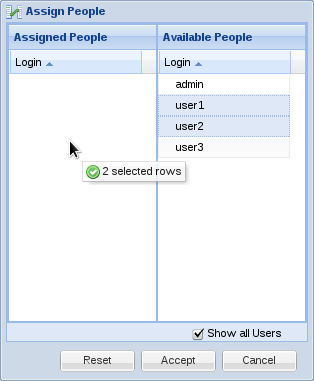 Assign People
Assigned People
Available People
Login
Login
admin
user1
user2
user3
2 selected rows
Show all Users
Reset
Accept
Cancel